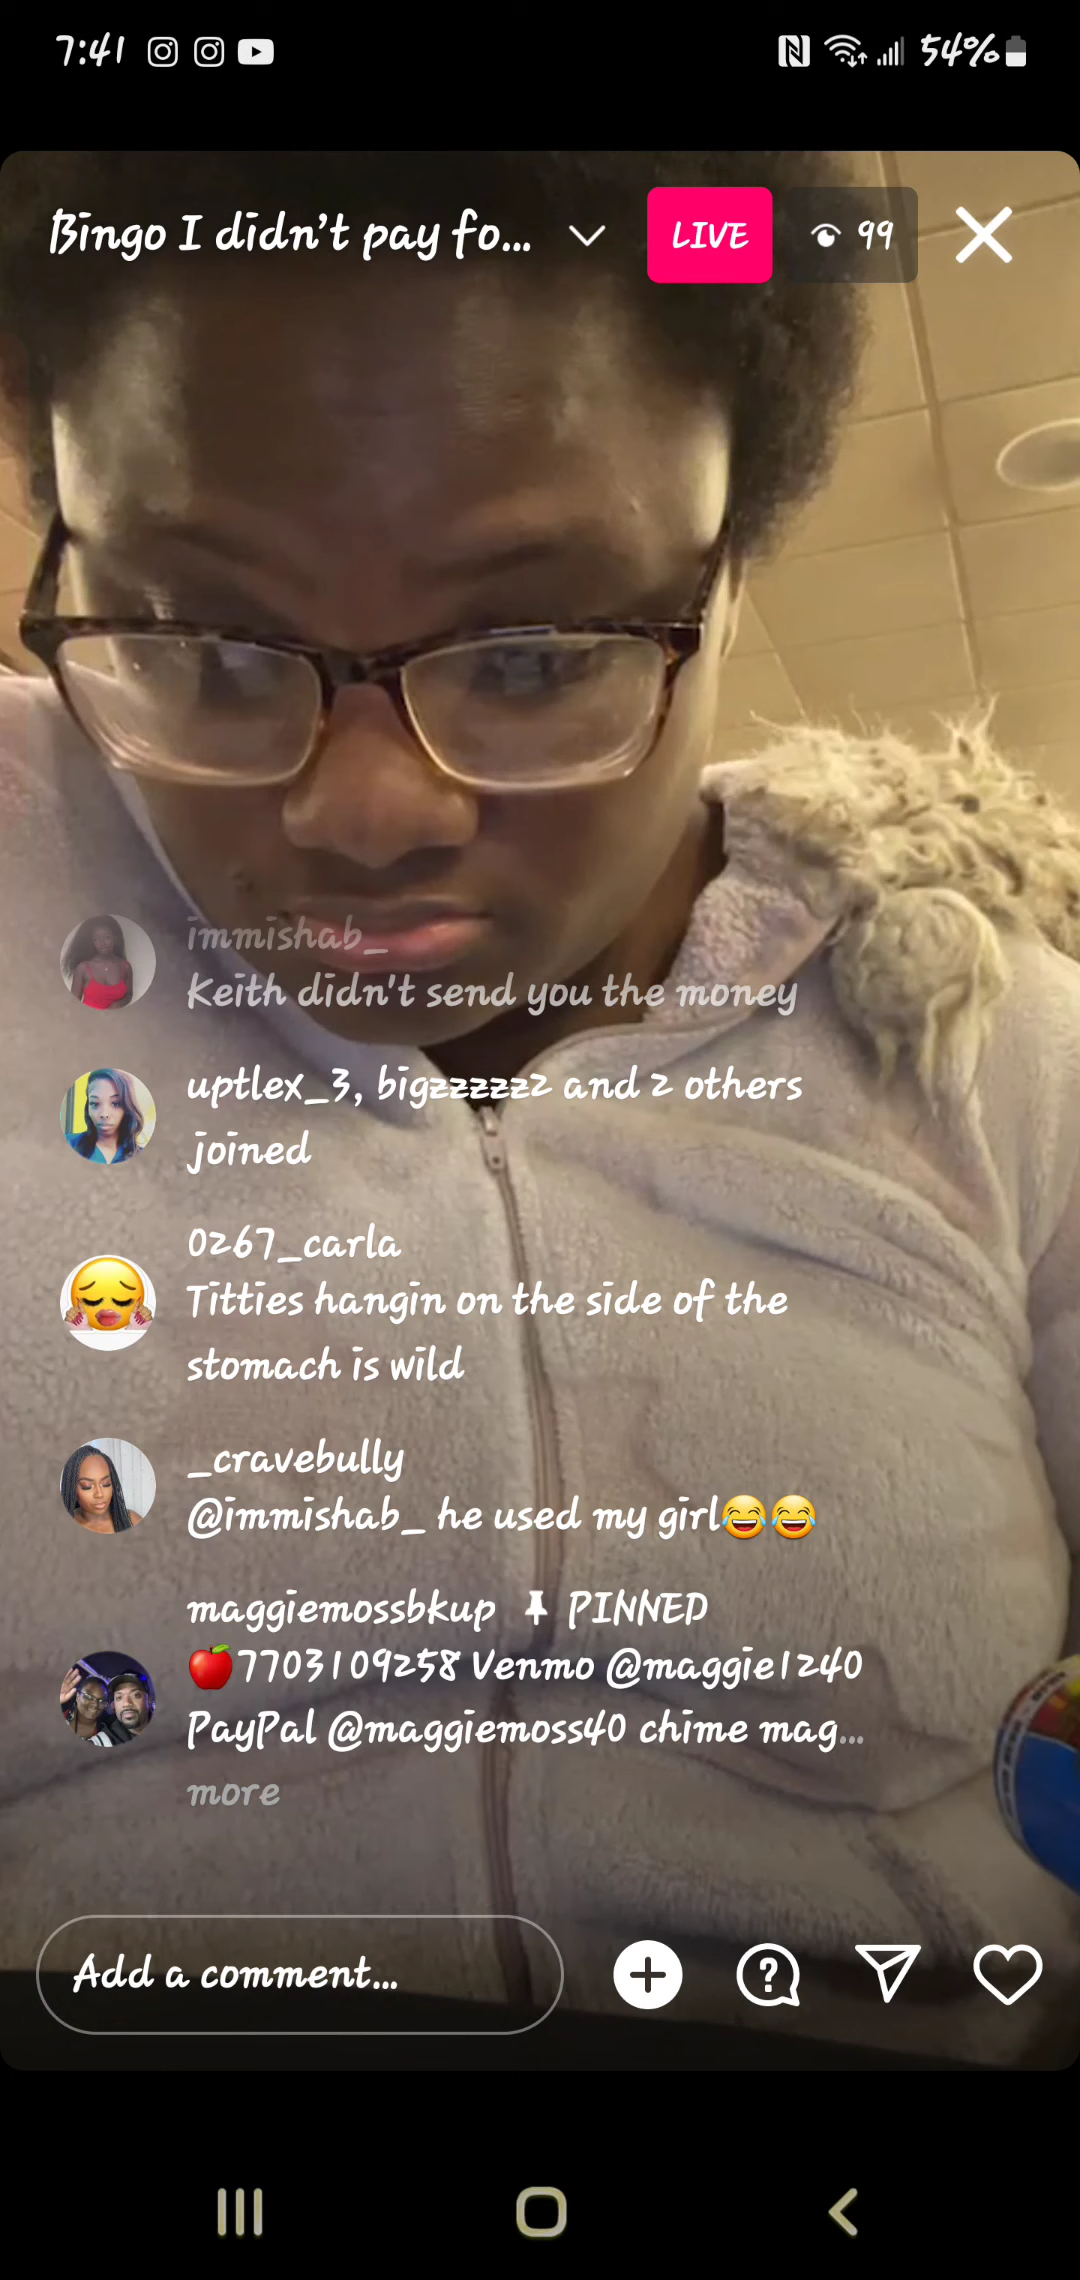 7:41
54%
Bingo I didn't pay fo...
LIVE
99
immishab_
Keith didn't send you the money
uptlex_3, bigzzzzzz and 2 others
joined
0267_carla
Titties hangin on the side of the
stomach is wild
_cravebully
@immishab_ he used my girl😂😂
maggiemossbkup 📌 PINNED
🍎7703109258 Venmo @maggie1240
PayPal @maggiemoss40 chime mag...
more
Add a comment...